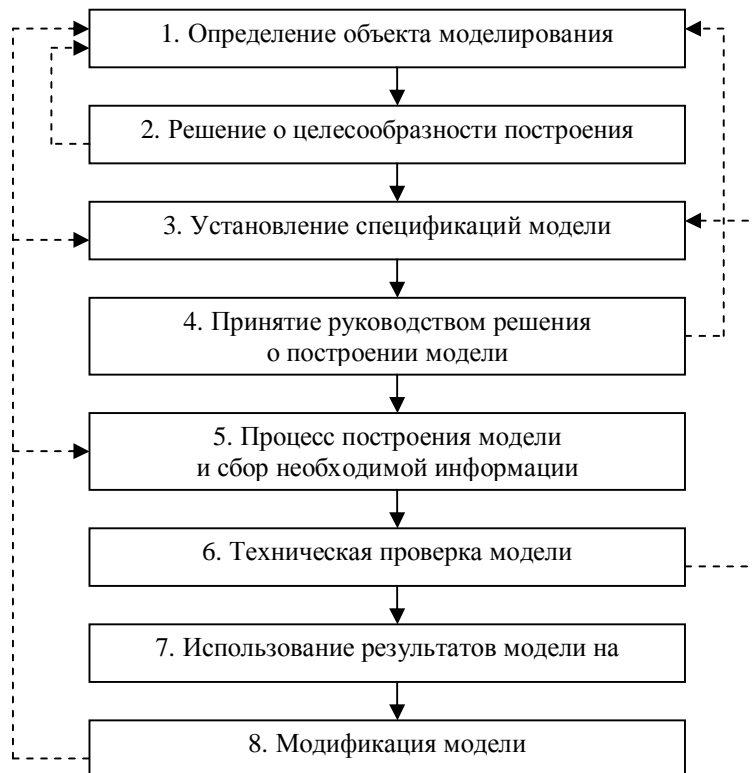 1. Определение объекта моделирования
2. Решение о целесообразности построения
3. Установление спецификаций модели
4. Принятие руководством решения
о построении модели
5. Процесс построения модели
и сбор необходимой информации
6. Техническая проверка модели
7. Использование результатов модели на
8. Модификация модели